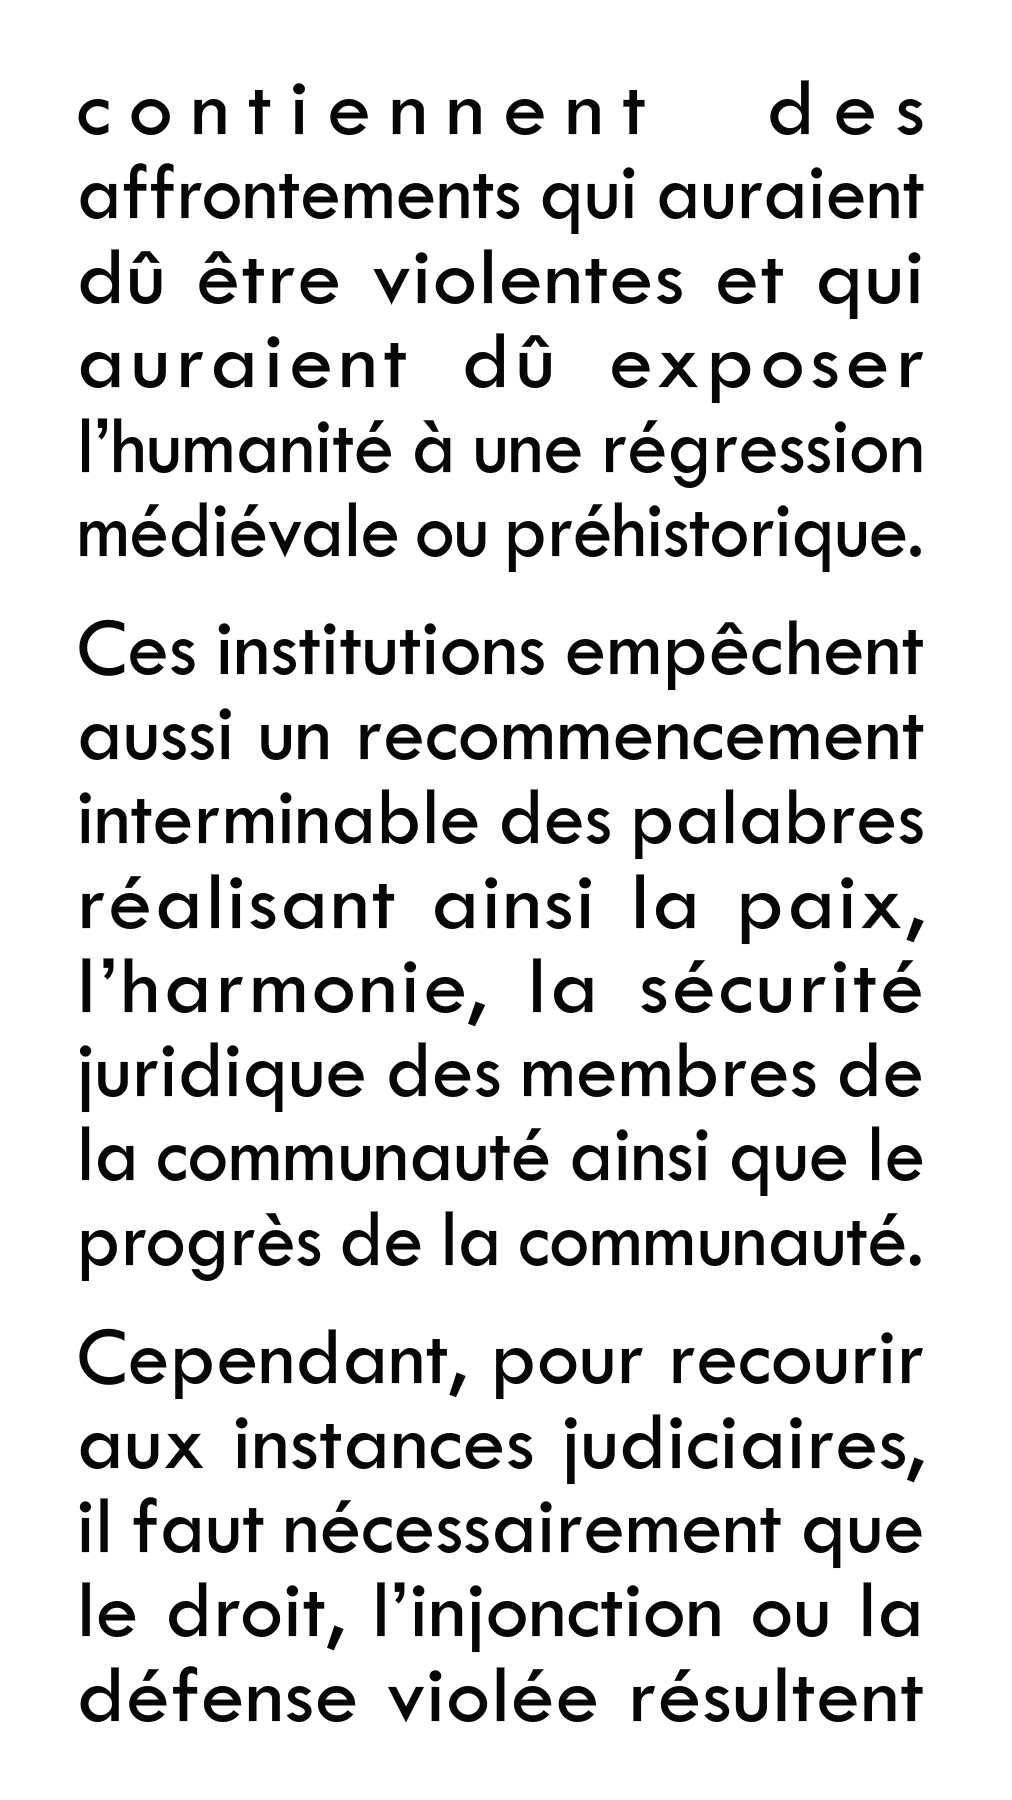 contiennent des
affrontements qui auraient
dû être violentes et qui
auraient dû exposer
l’humanité à une régression
médiévale ou préhistorique.
Ces institutions empêchent
aussi un recommencement
interminable des palabres
réalisant ainsi la paix,
l’harmonie, la sécurité
juridique des membres de
la communauté ainsi que le
progrès de la communauté.
Cependant, pour recourir
aux instances judiciaires,
il faut nécessairement que
le droit, l’injonction ou la
défense violée résultent